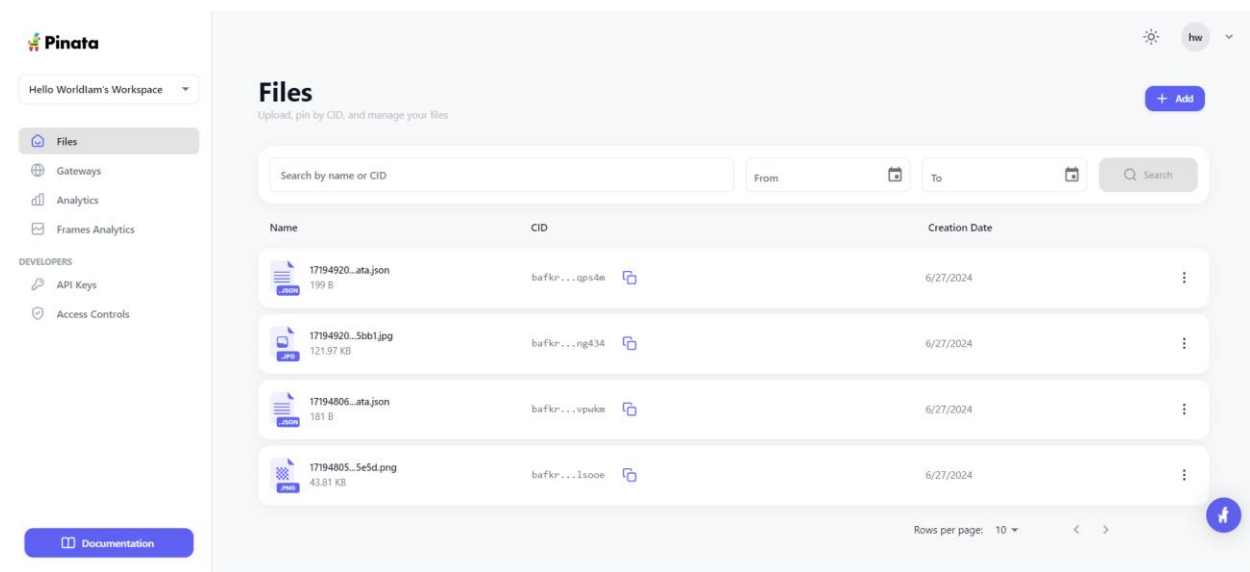 Pinata
hw
Hello WorldIam's Workspace
Files
Gateways
Analytics
Frames Analytics
DEVELOPERS
API Keys
Access Controls
Documentation
Files
Upload, pin by CID, and manage your files
+ Add
Search by name or CID
From
To
Search
Name CID Creation Date
17194920...ata.json
.JSON
199 B
bafkr...qps4m
6/27/2024
17194920...5bb1.jpg
.JPG
121.97 KB
bafkr...ng434
6/27/2024
17194806...ata.json
.JSON
181 B
bafkr...vpwkm
6/27/2024
17194805...5e5d.png
.PNG
43.81 KB
bafkr...lsooe
6/27/2024
Rows per page: 10